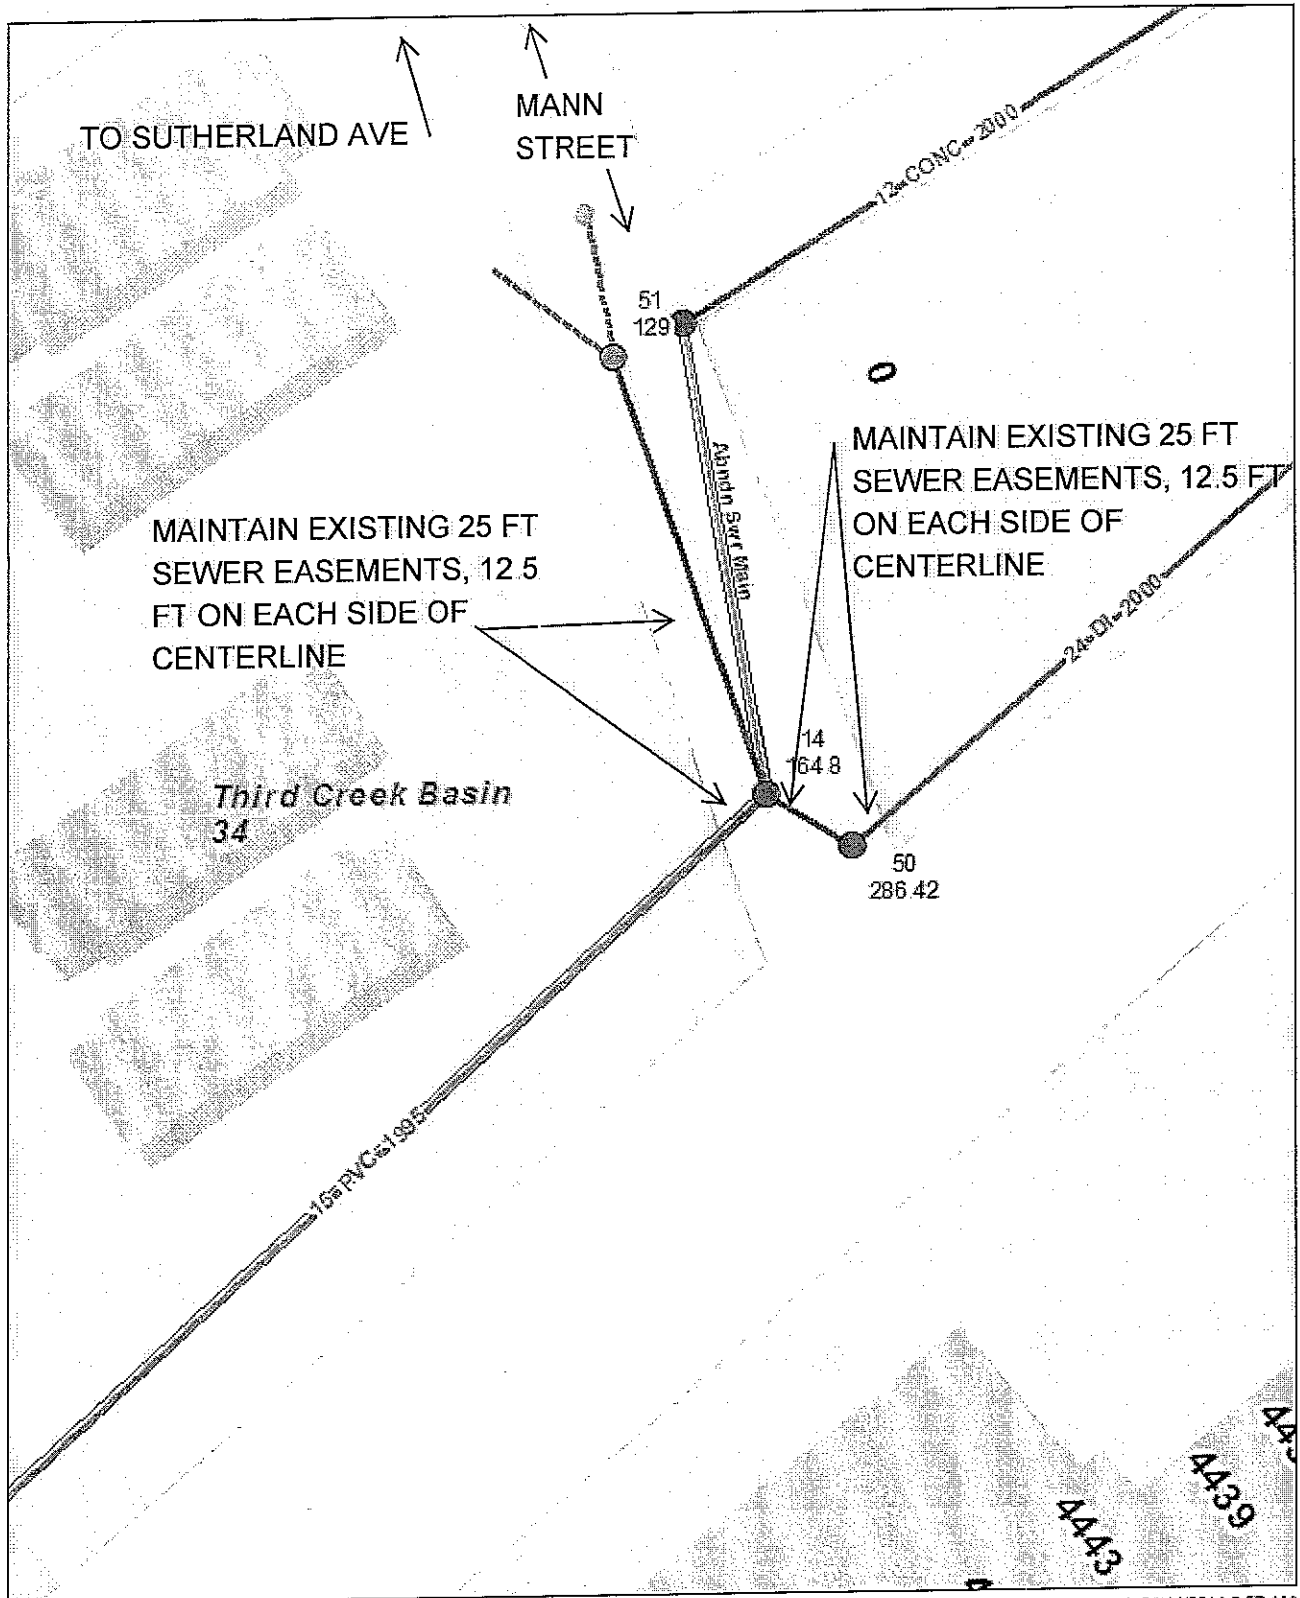 TO SUTHERLAND AVE
MANN
STREET
12-CONC-2000
51
129
0
Abndn Swr Main
MAINTAIN EXISTING 25 FT
SEWER EASEMENTS, 12.5 FT
ON EACH SIDE OF
CENTERLINE
MAINTAIN EXISTING 25 FT
SEWER EASEMENTS, 12.5
FT ON EACH SIDE OF
CENTERLINE
24-DI-2000
14
164.8
Third Creek Basin
34
50
286.42
15-PVC-1995
4439
4443